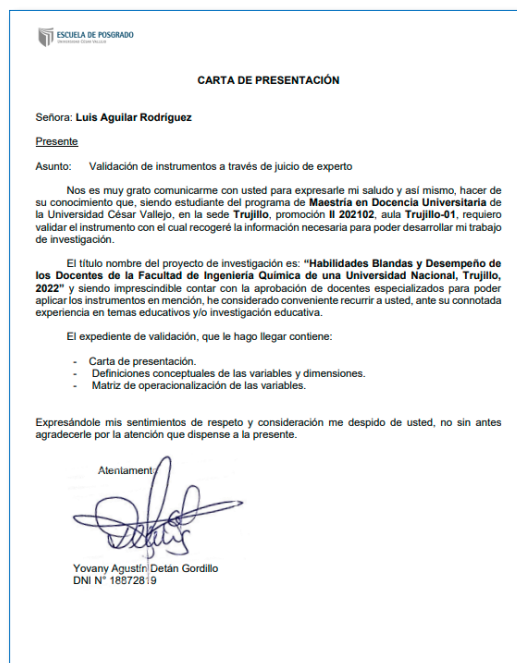 ESCUELA DE POSGRADO
UNIVERSIDAD CÉSAR VALLEJO
CARTA DE PRESENTACIÓN
Señora: Luis Aguilar Rodríguez
Presente
Asunto: Validación de instrumentos a través de juicio de experto
Nos es muy grato comunicarme con usted para expresarle mi saludo y así mismo, hacer de
su conocimiento que, siendo estudiante del programa de Maestría en Docencia Universitaria de
la Universidad César Vallejo, en la sede Trujillo, promoción II 202102, aula Trujillo-01, requiero
validar el instrumento con el cual recogeré la información necesaria para poder desarrollar mi trabajo
de investigación.
El título nombre del proyecto de investigación es: “Habilidades Blandas y Desempeño de
los Docentes de la Facultad de Ingeniería Química de una Universidad Nacional, Trujillo,
2022” y siendo imprescindible contar con la aprobación de docentes especializados para poder
aplicar los instrumentos en mención, he considerado conveniente recurrir a usted, ante su connotada
experiencia en temas educativos y/o investigación educativa.
El expediente de validación, que le hago llegar contiene:
- Carta de presentación.
- Definiciones conceptuales de las variables y dimensiones.
- Matriz de operacionalización de las variables.
Expresándole mis sentimientos de respeto y consideración me despido de usted, no sin antes
agradecerle por la atención que dispense a la presente.
Atentament
Yovany Agustín Detán Gordillo
DNI N° 18872819